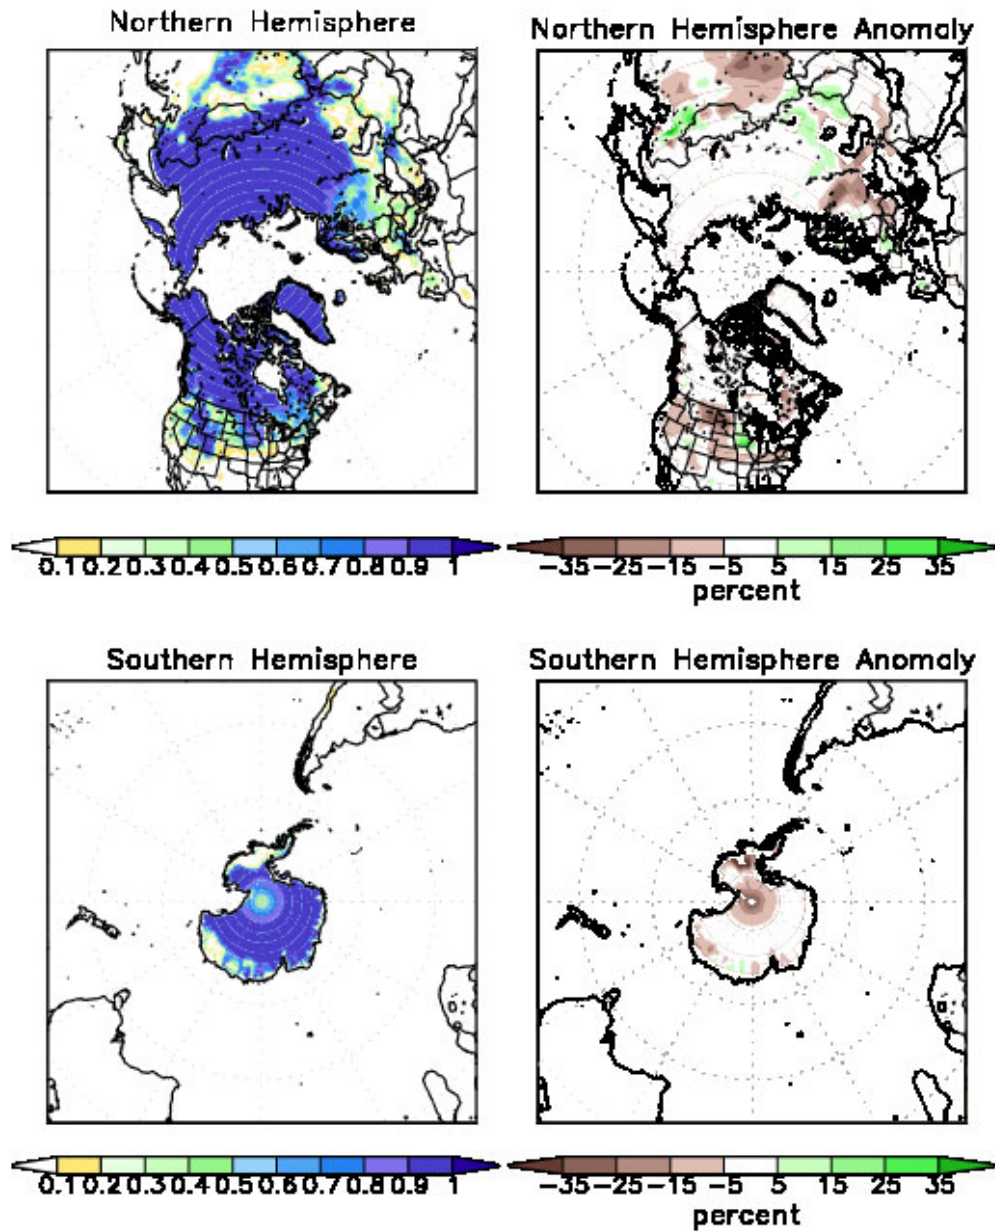 Northern Hemisphere
Northern Hemisphere Anomaly
0.1 0.2 0.3 0.4 0.5 0.6 0.7 0.8 0.9 1
-35 -25 -15 -5 5 15 25 35
percent
Southern Hemisphere
Southern Hemisphere Anomaly
0.1 0.2 0.3 0.4 0.5 0.6 0.7 0.8 0.9 1
-35 -25 -15 -5 5 15 25 35
percent